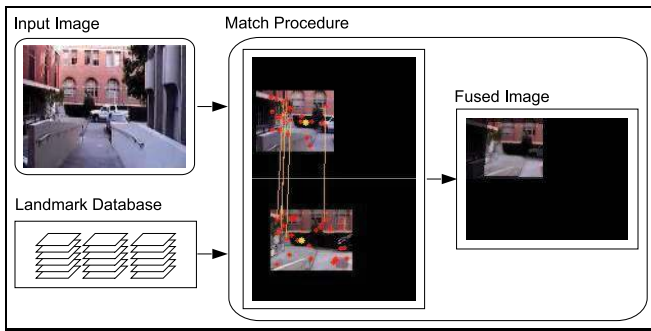 Input Image
Match Procedure
Fused Image
Landmark Database